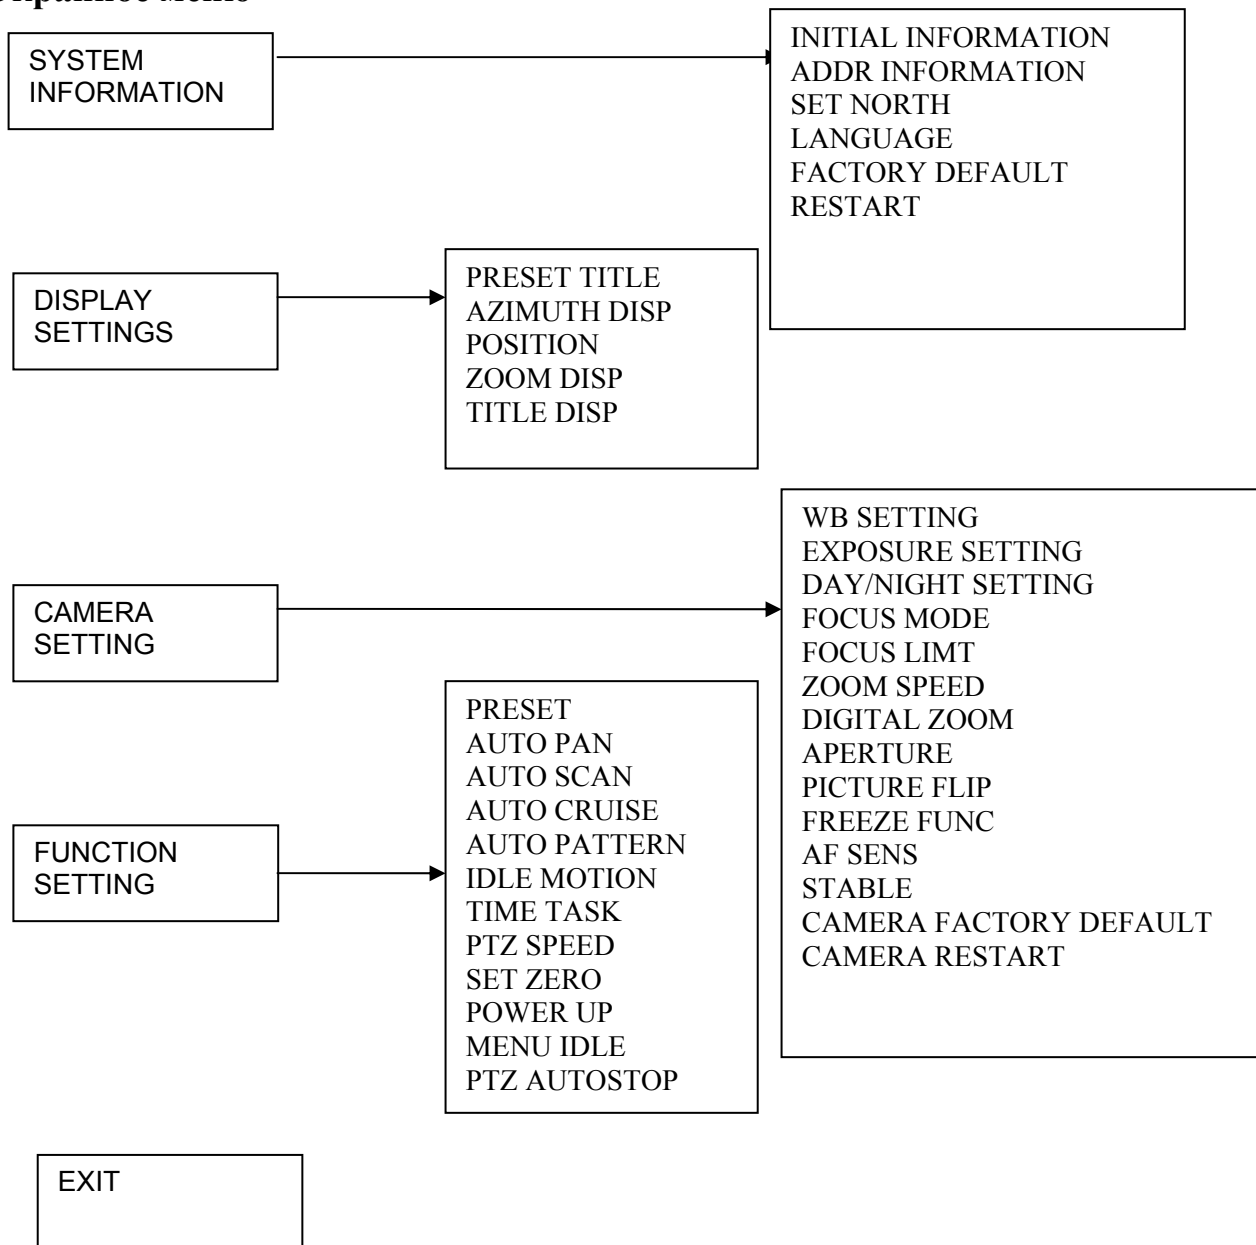 SYSTEM
INFORMATION
INITIAL INFORMATION
ADDR INFORMATION
SET NORTH
LANGUAGE
FACTORY DEFAULT
RESTART
DISPLAY
SETTINGS
PRESET TITLE
AZIMUTH DISP
POSITION
ZOOM DISP
TITLE DISP
CAMERA
SETTING
WB SETTING
EXPOSURE SETTING
DAY/NIGHT SETTING
FOCUS MODE
FOCUS LIMT
ZOOM SPEED
DIGITAL ZOOM
APERTURE
PICTURE FLIP
FREEZE FUNC
AF SENS
STABLE
CAMERA FACTORY DEFAULT
CAMERA RESTART
FUNCTION
SETTING
PRESET
AUTO PAN
AUTO SCAN
AUTO CRUISE
AUTO PATTERN
IDLE MOTION
TIME TASK
PTZ SPEED
SET ZERO
POWER UP
MENU IDLE
PTZ AUTOSTOP
EXIT